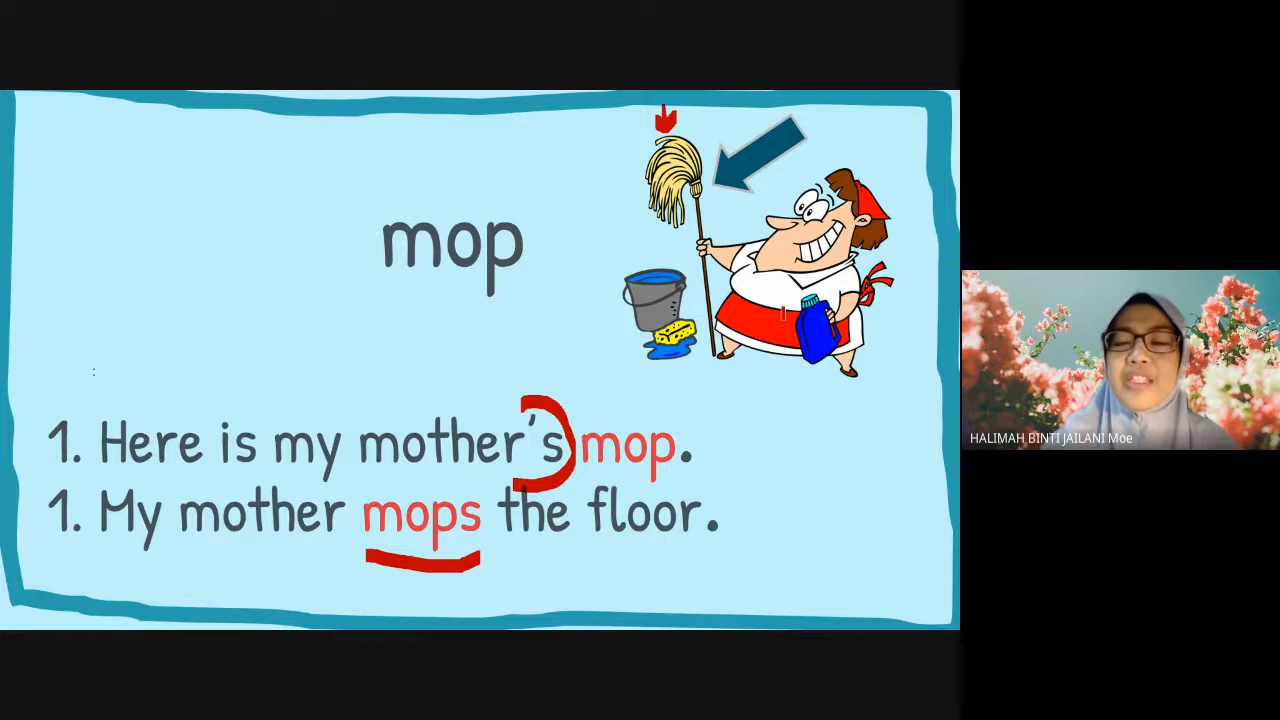 mop
1. Here is my mother's mop.
1. My mother mops the floor.
HALIMAH BINTI JAILANI Moe